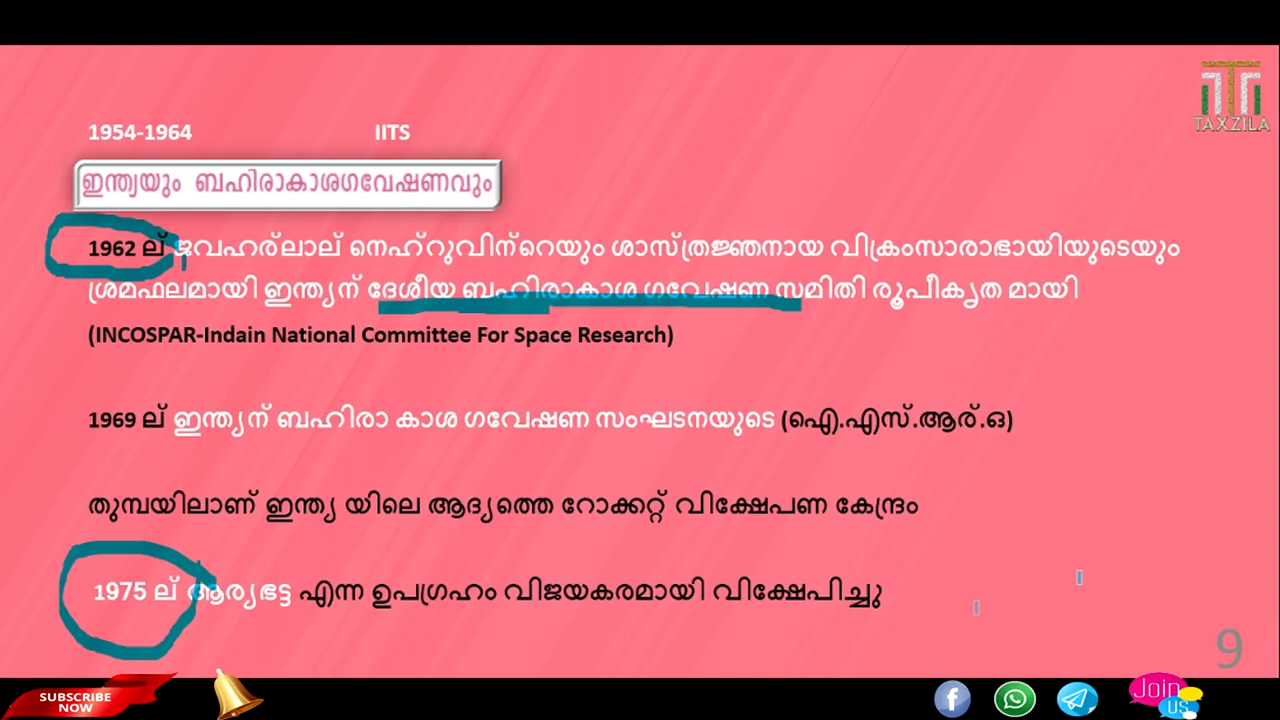 TAXZILA
1954-1964 IITS
ഇന്ത്യയും ബഹിരാകാശഗവേഷണവും
1962 ല് ജവഹര്ലാല് നെഹ്റുവിന്റെയും ശാസ്ത്രജ്ഞനായ വിക്രംസാരാഭായിയുടെയും
ശ്രമഫലമായി ഇന്ത്യന് ദേശീയ ബഹിരാകാശ ഗവേഷണ സമിതി രൂപീകൃത മായി
(INCOSPAR-Indain National Committee For Space Research)
1969 ല് ഇന്ത്യന് ബഹിരാ കാശ ഗവേഷണ സംഘടനയുടെ (ഐ.എസ്.ആര്.ഒ)
തുമ്പയിലാണ് ഇന്ത്യ യിലെ ആദ്യത്തെ റോക്കറ്റ് വിക്ഷേപണ കേന്ദ്രം
1975 ല് ആര്യഭട്ട എന്ന ഉപഗ്രഹം വിജയകരമായി വിക്ഷേപിച്ചു
9
SUBSCRIBE
NOW
Join
us